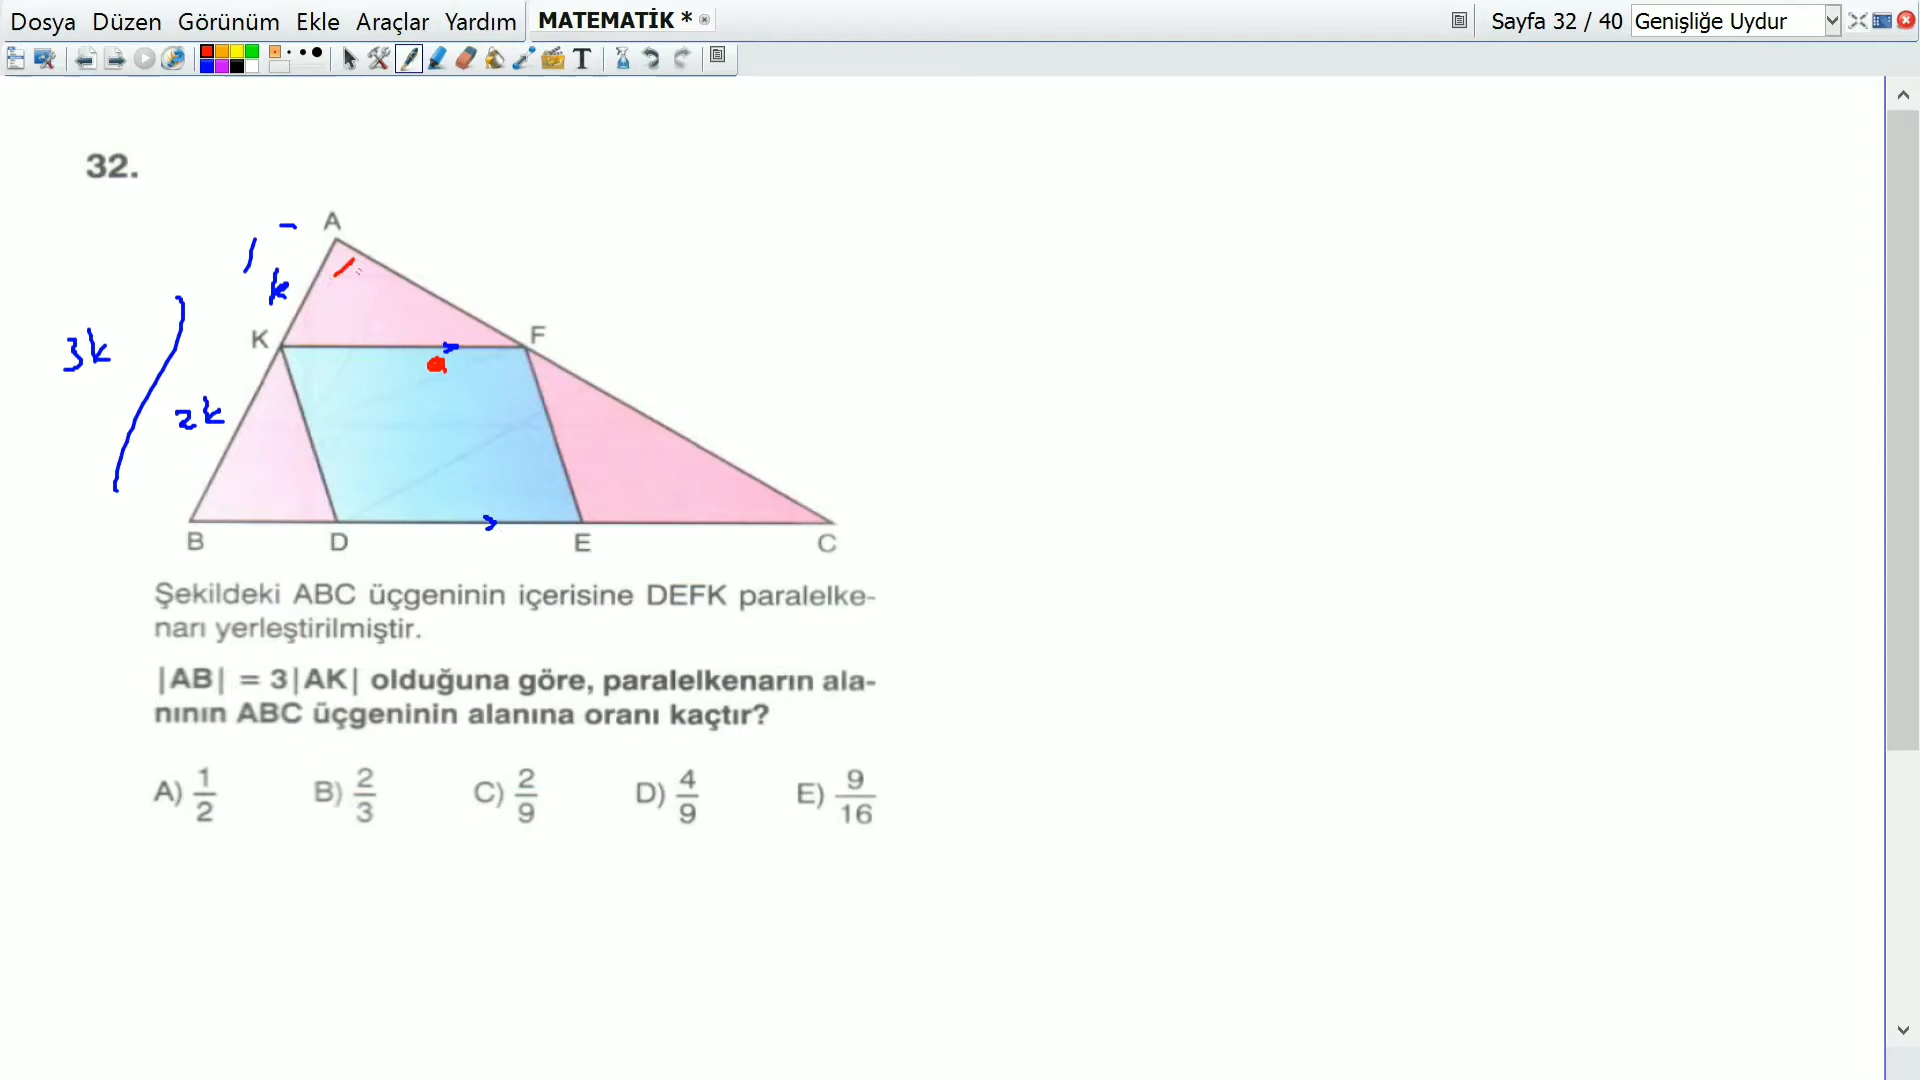 Dosya Düzen Görünüm Ekle Araçlar Yardım MATEMATİK * Sayfa 32 / 40 Genişliğe Uydur
T
32.
A
k
K
F
3k
a
2k
B D E C
Şekildeki ABC üçgeninin içerisine DEFK paralelke-
narı yerleştirilmiştir.
|AB| = 3|AK| olduğuna göre, paralelkenarın ala-
nının ABC üçgeninin alanına oranı kaçtır?
A) 1/2 B) 2/3 C) 2/9 D) 4/9 E) 9/16